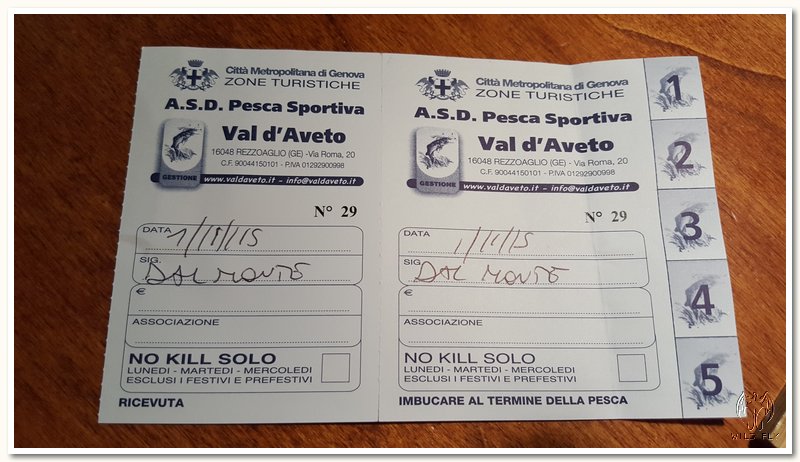 Città Metropolitana di Genova
ZONE TURISTICHE
A.S.D. Pesca Sportiva
Val d'Aveto
16048 REZZOAGLIO (GE) -Via Roma, 20
C.F. 90044150101 - P.IVA 01292900998
GESTIONE
www.valdaveto.it - info@valdaveto.it
N° 29
DATA 1/11/15
SIG. DAL MONTE
€
ASSOCIAZIONE
NO KILL SOLO
LUNEDI - MARTEDI - MERCOLEDI
ESCLUSI I FESTIVI E PREFESTIVI
RICEVUTA
Città Metropolitana di Genova
ZONE TURISTICHE
A.S.D. Pesca Sportiva
Val d'Aveto
16048 REZZOAGLIO (GE) -Via Roma, 20
C.F. 90044150101 - P.IVA 01292900998
GESTIONE
www.valdaveto.it - info@valdaveto.it
N° 29
DATA 1/11/15
SIG. DAL MONTE
€
ASSOCIAZIONE
NO KILL SOLO
LUNEDI - MARTEDI - MERCOLEDI
ESCLUSI I FESTIVI E PREFESTIVI
IMBUCARE AL TERMINE DELLA PESCA
1
2
3
4
5
WILD FLY